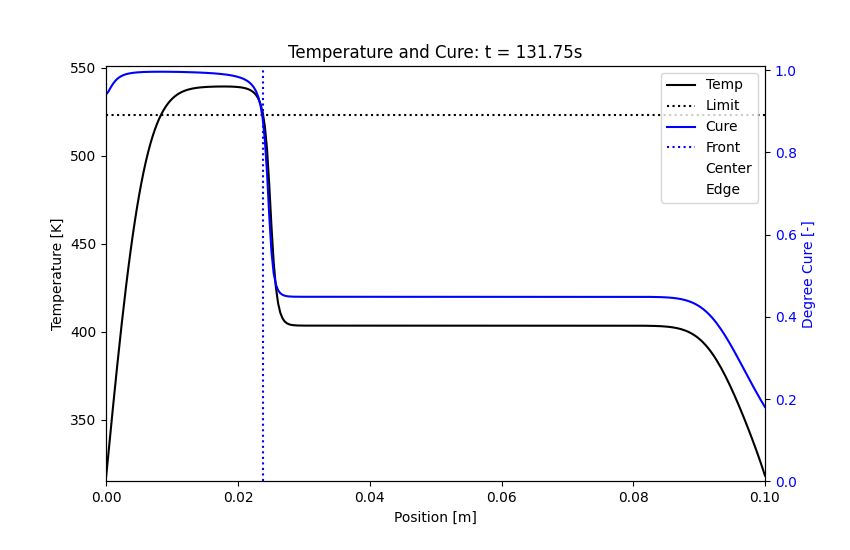 Temperature and Cure: t = 131.75s
550
500
450
400
350
Temperature [K]
Temp
Limit
Cure
Front
Center
Edge
1.0
0.8
0.6
0.4
0.2
0.0
Degree Cure [-]
0.00
0.02
0.04
0.06
0.08
0.10
Position [m]